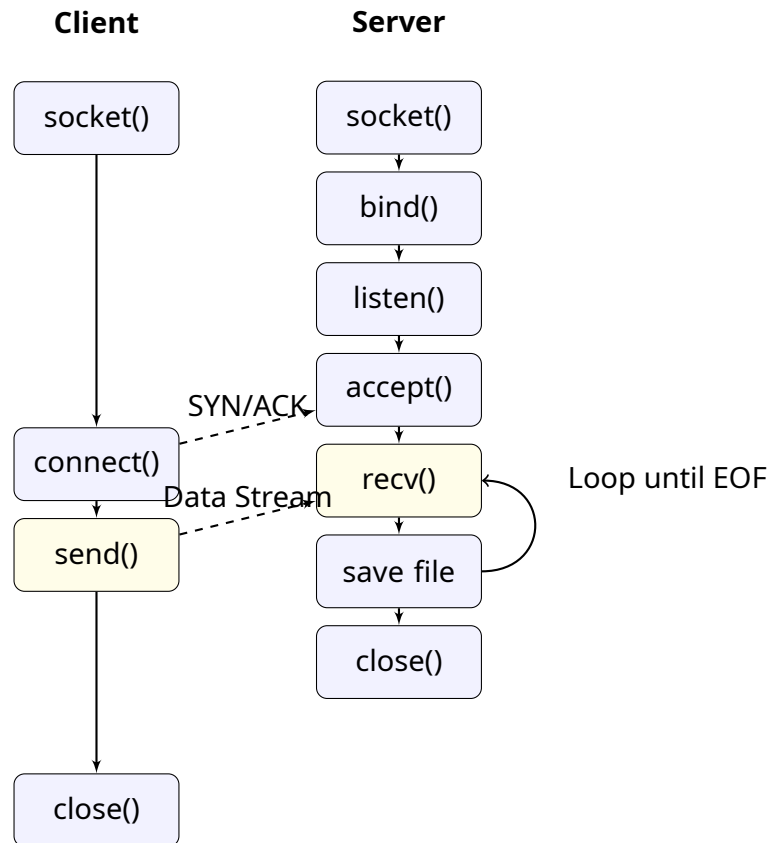 Client
Server
socket()
socket()
bind()
listen()
accept()
SYN/ACK
connect()
recv()
Loop until EOF
Data Stream
send()
save file
close()
close()